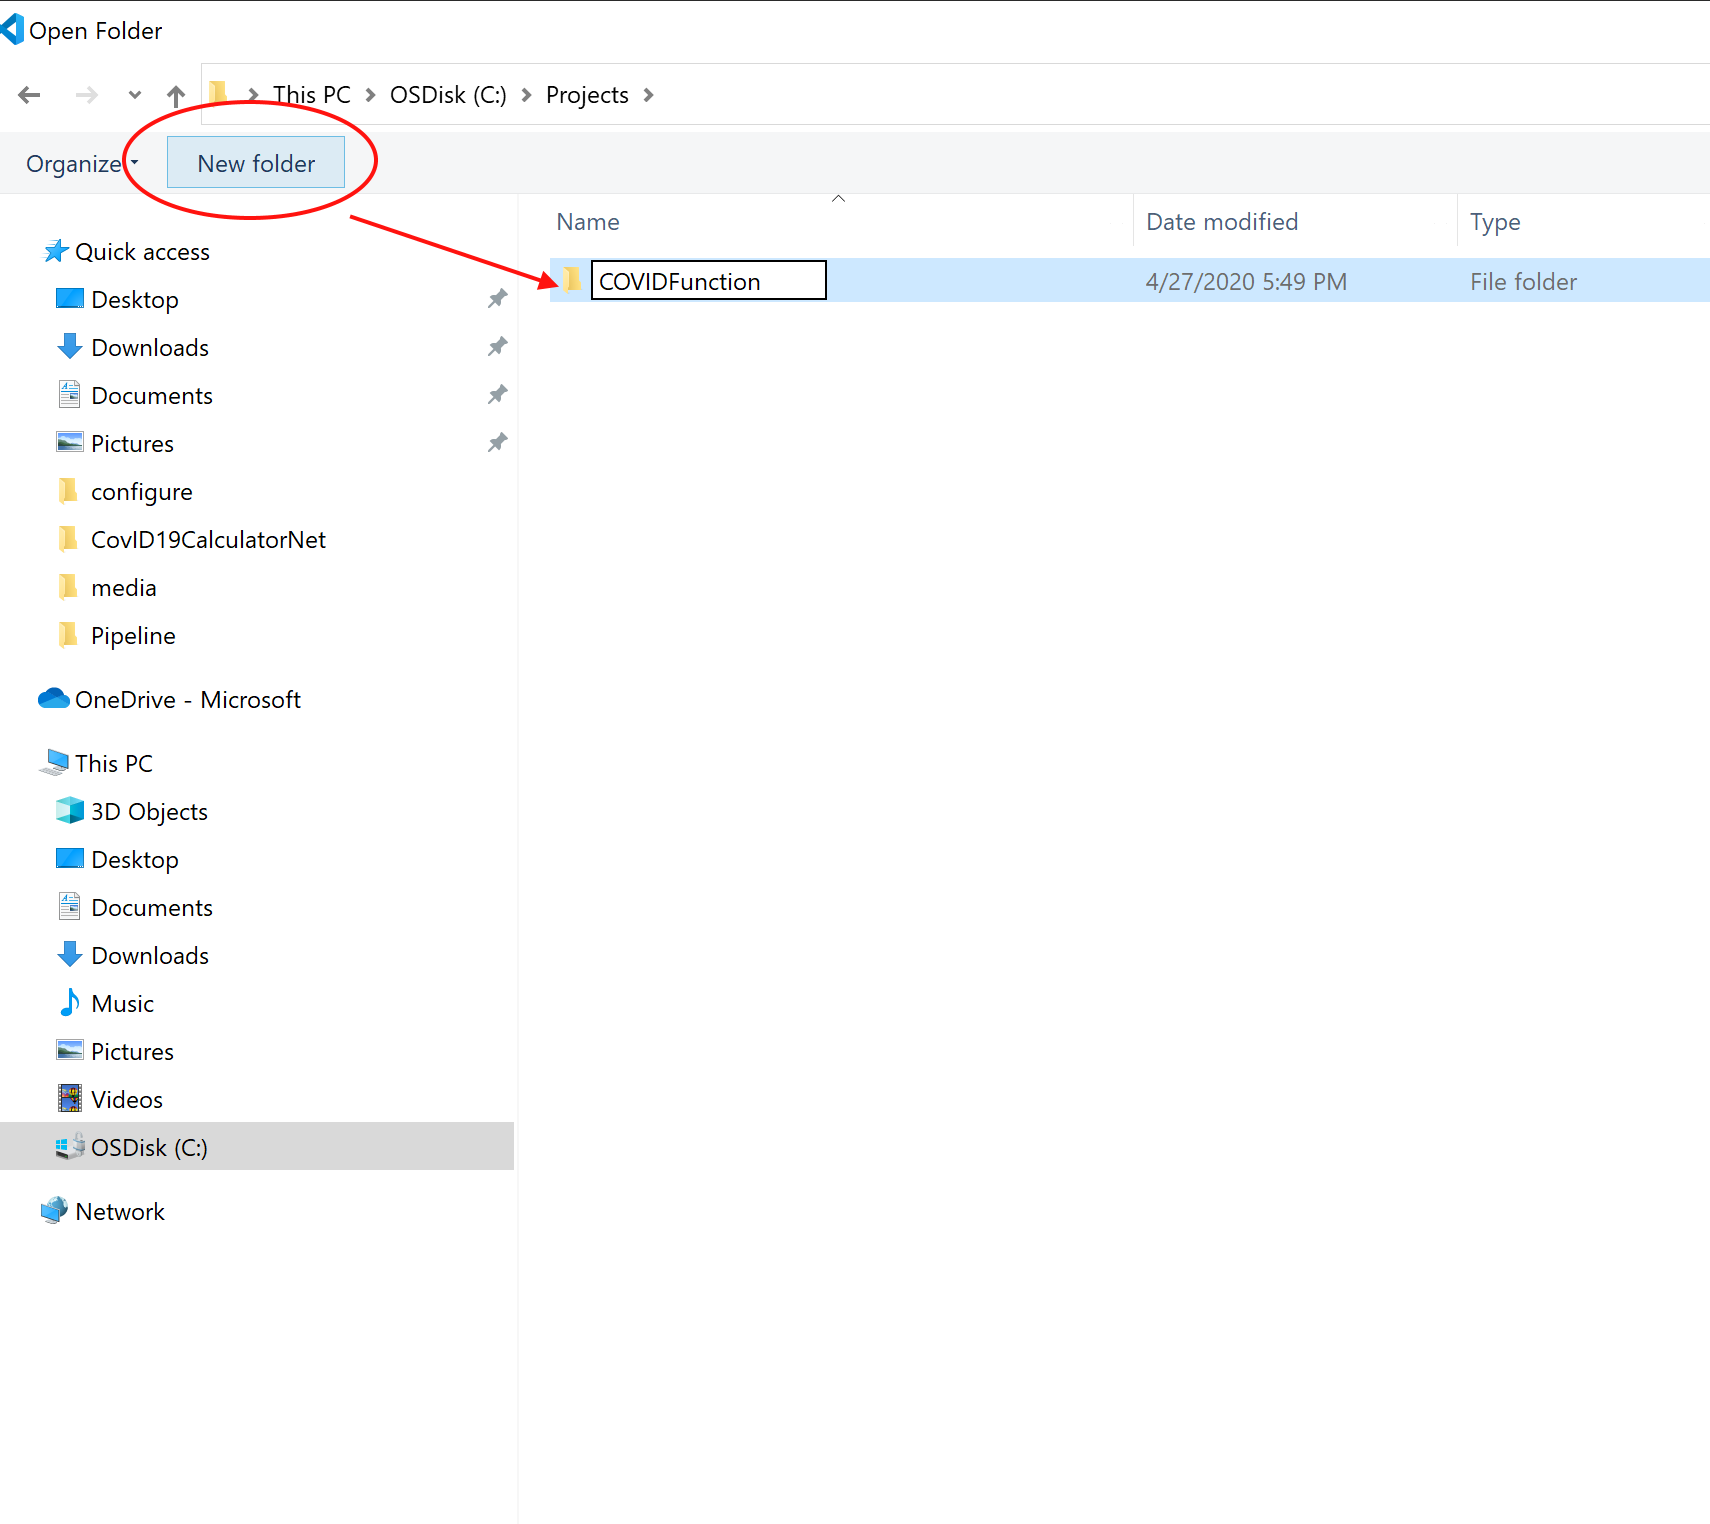 Open Folder
This PC > OSDisk (C:) > Projects >
Organize New folder
Name Date modified Type
COVIDFunction 4/27/2020 5:49 PM File folder
Quick access
Desktop
Downloads
Documents
Pictures
configure
CovID19CalculatorNet
media
Pipeline
OneDrive - Microsoft
This PC
3D Objects
Desktop
Documents
Downloads
Music
Pictures
Videos
OSDisk (C:)
Network